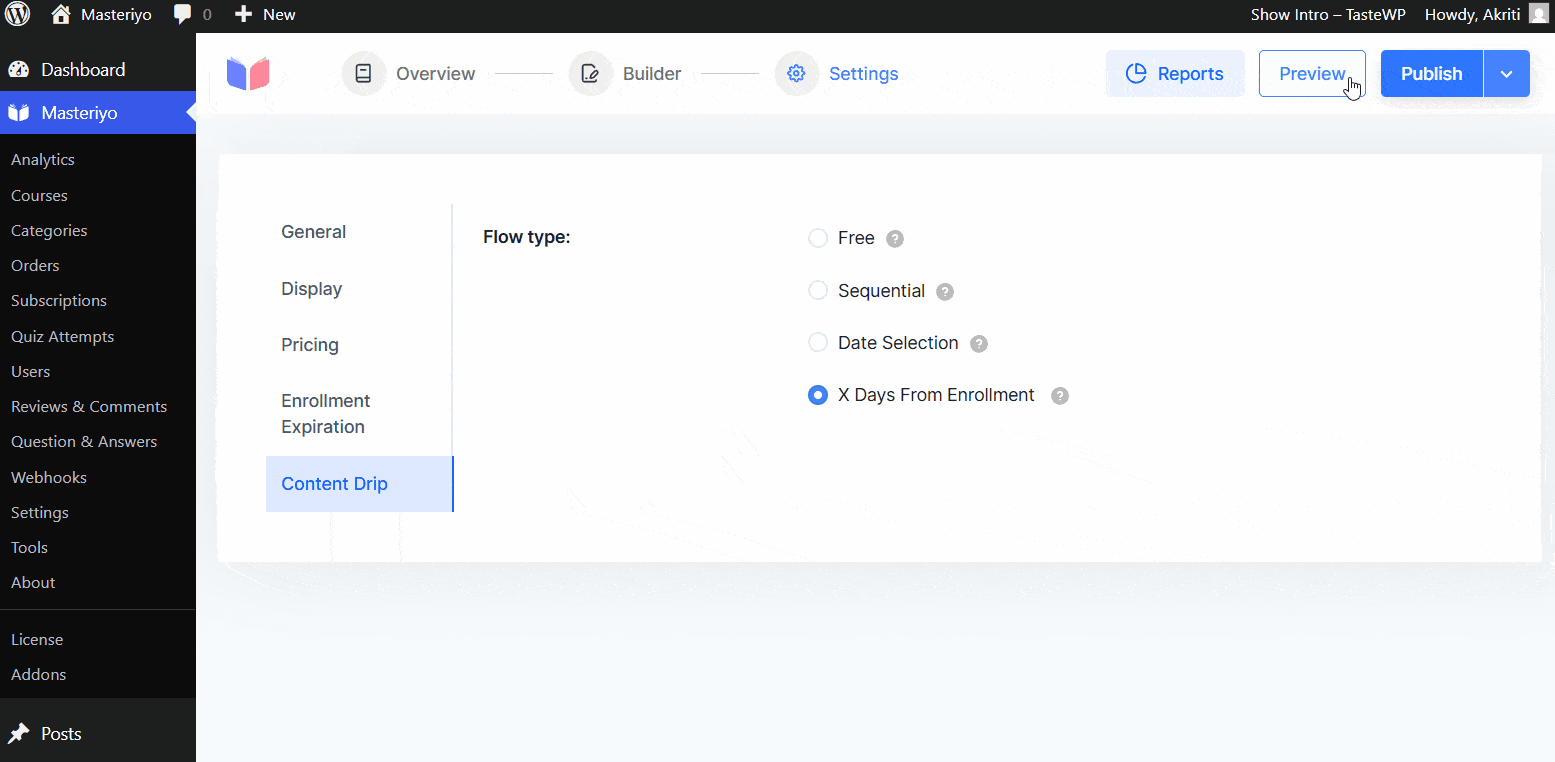 Masteriyo 0 New Show Intro – TasteWP Howdy, Akriti
Dashboard
Masteriyo
Analytics
Courses
Categories
Orders
Subscriptions
Quiz Attempts
Users
Reviews & Comments
Question & Answers
Webhooks
Settings
Tools
About
License
Addons
Posts
Overview Builder Settings Reports Preview Publish
General
Display
Pricing
Enrollment
Expiration
Content Drip
Flow type:
Free ?
Sequential ?
Date Selection ?
X Days From Enrollment ?